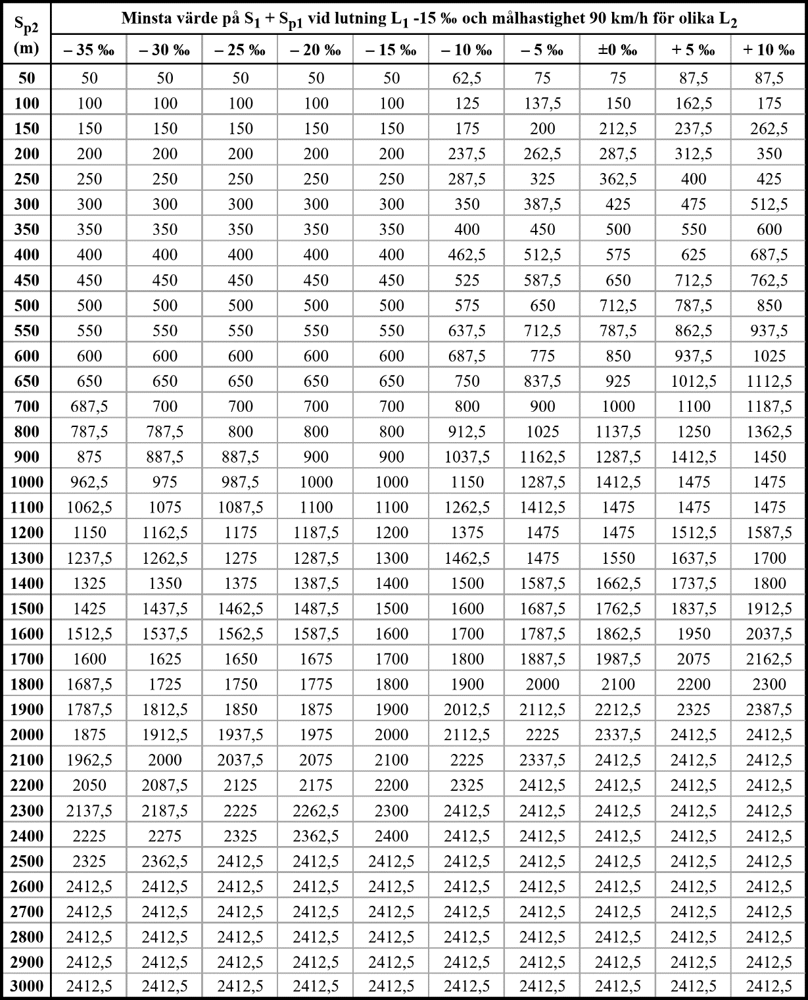 S_p2 (m) Minsta värde på S_1 + S_p1 vid lutning L_1 -15 ‰ och målhastighet 90 km/h för olika L_2
– 35 ‰ – 30 ‰ – 25 ‰ – 20 ‰ – 15 ‰ – 10 ‰ – 5 ‰ ±0 ‰ + 5 ‰ + 10 ‰
50 50 50 50 50 50 62,5 75 75 87,5 87,5
100 100 100 100 100 100 125 137,5 150 162,5 175
150 150 150 150 150 150 175 200 212,5 237,5 262,5
200 200 200 200 200 200 237,5 262,5 287,5 312,5 350
250 250 250 250 250 250 287,5 325 362,5 400 425
300 300 300 300 300 300 350 387,5 425 475 512,5
350 350 350 350 350 350 400 450 500 550 600
400 400 400 400 400 400 462,5 512,5 575 625 687,5
450 450 450 450 450 450 525 587,5 650 712,5 762,5
500 500 500 500 500 500 575 650 712,5 787,5 850
550 550 550 550 550 550 637,5 712,5 787,5 862,5 937,5
600 600 600 600 600 600 687,5 775 850 937,5 1025
650 650 650 650 650 650 750 837,5 925 1012,5 1112,5
700 687,5 700 700 700 700 800 900 1000 1100 1187,5
800 787,5 787,5 800 800 800 912,5 1025 1137,5 1250 1362,5
900 875 887,5 887,5 900 900 1037,5 1162,5 1287,5 1412,5 1450
1000 962,5 975 987,5 1000 1000 1150 1287,5 1412,5 1475 1475
1100 1062,5 1075 1087,5 1100 1100 1262,5 1412,5 1475 1475 1475
1200 1150 1162,5 1175 1187,5 1200 1375 1475 1475 1512,5 1587,5
1300 1237,5 1262,5 1275 1287,5 1300 1462,5 1475 1550 1637,5 1700
1400 1325 1350 1375 1387,5 1400 1500 1587,5 1662,5 1737,5 1800
1500 1425 1437,5 1462,5 1487,5 1500 1600 1687,5 1762,5 1837,5 1912,5
1600 1512,5 1537,5 1562,5 1587,5 1600 1700 1787,5 1862,5 1950 2037,5
1700 1600 1625 1650 1675 1700 1800 1887,5 1987,5 2075 2162,5
1800 1687,5 1725 1750 1775 1800 1900 2000 2100 2200 2300
1900 1787,5 1812,5 1850 1875 1900 2012,5 2112,5 2212,5 2325 2387,5
2000 1875 1912,5 1937,5 1975 2000 2112,5 2225 2337,5 2412,5 2412,5
2100 1962,5 2000 2037,5 2075 2100 2225 2337,5 2412,5 2412,5 2412,5
2200 2050 2087,5 2125 2175 2200 2325 2412,5 2412,5 2412,5 2412,5
2300 2137,5 2187,5 2225 2262,5 2300 2412,5 2412,5 2412,5 2412,5 2412,5
2400 2225 2275 2325 2362,5 2400 2412,5 2412,5 2412,5 2412,5 2412,5
2500 2325 2362,5 2412,5 2412,5 2412,5 2412,5 2412,5 2412,5 2412,5 2412,5
2600 2412,5 2412,5 2412,5 2412,5 2412,5 2412,5 2412,5 2412,5 2412,5 2412,5
2700 2412,5 2412,5 2412,5 2412,5 2412,5 2412,5 2412,5 2412,5 2412,5 2412,5
2800 2412,5 2412,5 2412,5 2412,5 2412,5 2412,5 2412,5 2412,5 2412,5 2412,5
2900 2412,5 2412,5 2412,5 2412,5 2412,5 2412,5 2412,5 2412,5 2412,5 2412,5
3000 2412,5 2412,5 2412,5 2412,5 2412,5 2412,5 2412,5 2412,5 2412,5 2412,5